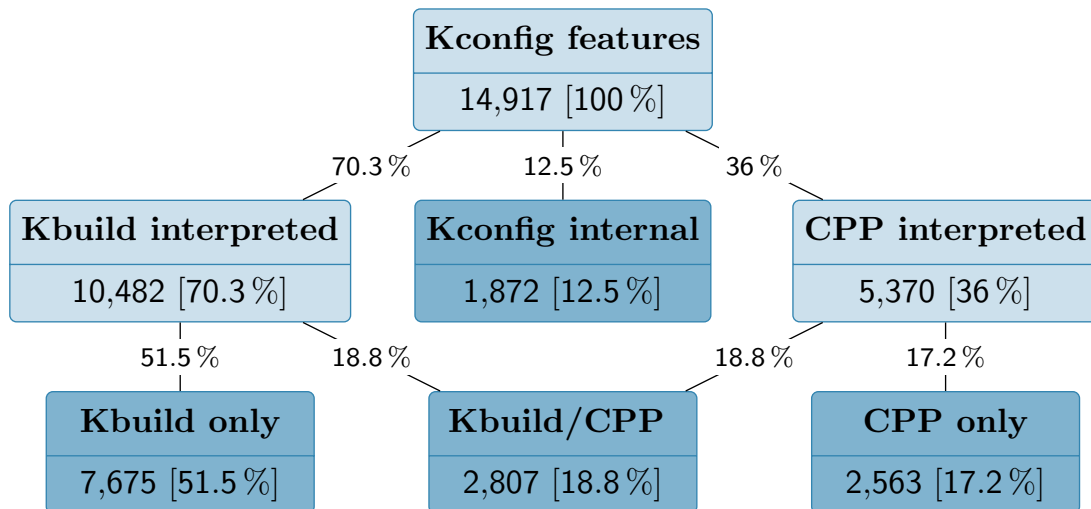 Kconfig features
14,917 [100 %]
70.3 %
12.5 %
36 %
Kbuild interpreted
10,482 [70.3 %]
Kconfig internal
1,872 [12.5 %]
CPP interpreted
5,370 [36 %]
51.5 %
18.8 %
18.8 %
17.2 %
Kbuild only
7,675 [51.5 %]
Kbuild/CPP
2,807 [18.8 %]
CPP only
2,563 [17.2 %]